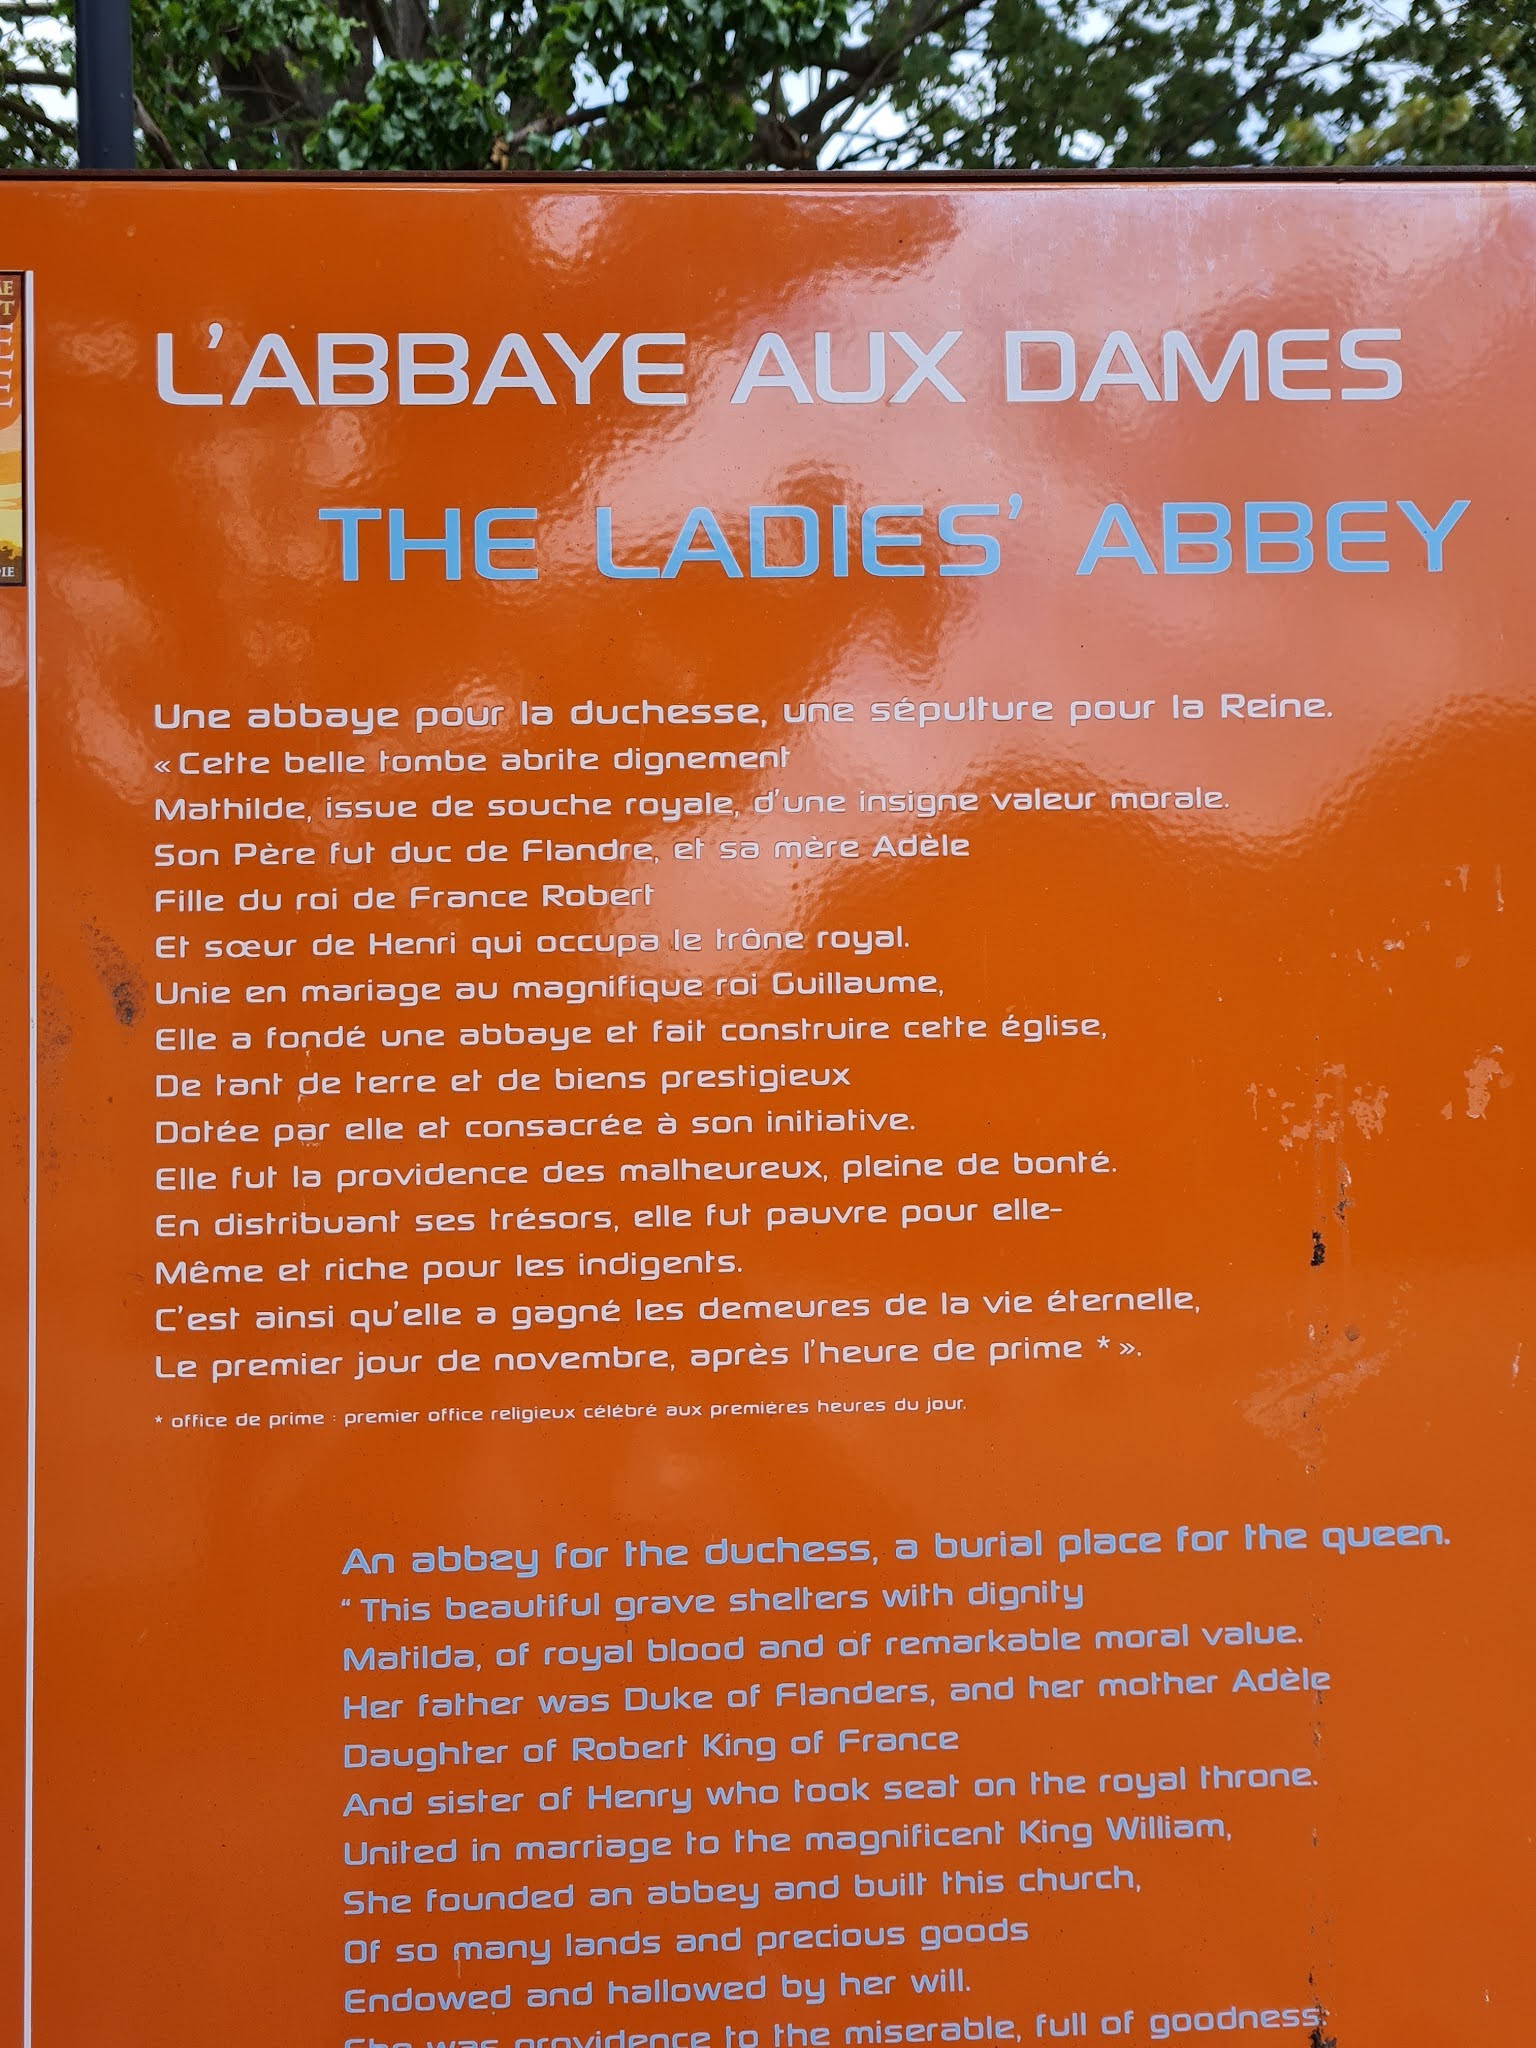 L'ABBAYE AUX DAMES
THE LADIES' ABBEY
Une abbaye pour la duchesse, une sépulture pour la Reine.
« Cette belle tombe abrite dignement
Mathilde, issue de souche royale, d'une insigne valeur morale.
Son Père fut duc de Flandre, et sa mère Adèle
Fille du roi de France Robert
Et sœur de Henri qui occupa le trône royal.
Unie en mariage au magnifique roi Guillaume,
Elle a fondé une abbaye et fait construire cette église,
De tant de terre et de biens prestigieux
Dotée par elle et consacrée à son initiative.
Elle fut la providence des malheureux, pleine de bonté.
En distribuant ses trésors, elle fut pauvre pour elle-
Même et riche pour les indigents.
C'est ainsi qu'elle a gagné les demeures de la vie éternelle,
Le premier jour de novembre, après l'heure de prime * ».
* office de prime : premier office religieux célébré aux premières heures du jour.
An abbey for the duchess, a burial place for the queen.
“ This beautiful grave shelters with dignity
Matilda, of royal blood and of remarkable moral value.
Her father was Duke of Flanders, and her mother Adèle
Daughter of Robert King of France
And sister of Henry who took seat on the royal throne.
United in marriage to the magnificent King William,
She founded an abbey and built this church,
Of so many lands and precious goods
Endowed and hallowed by her will.
She was providence to the miserable, full of goodness.